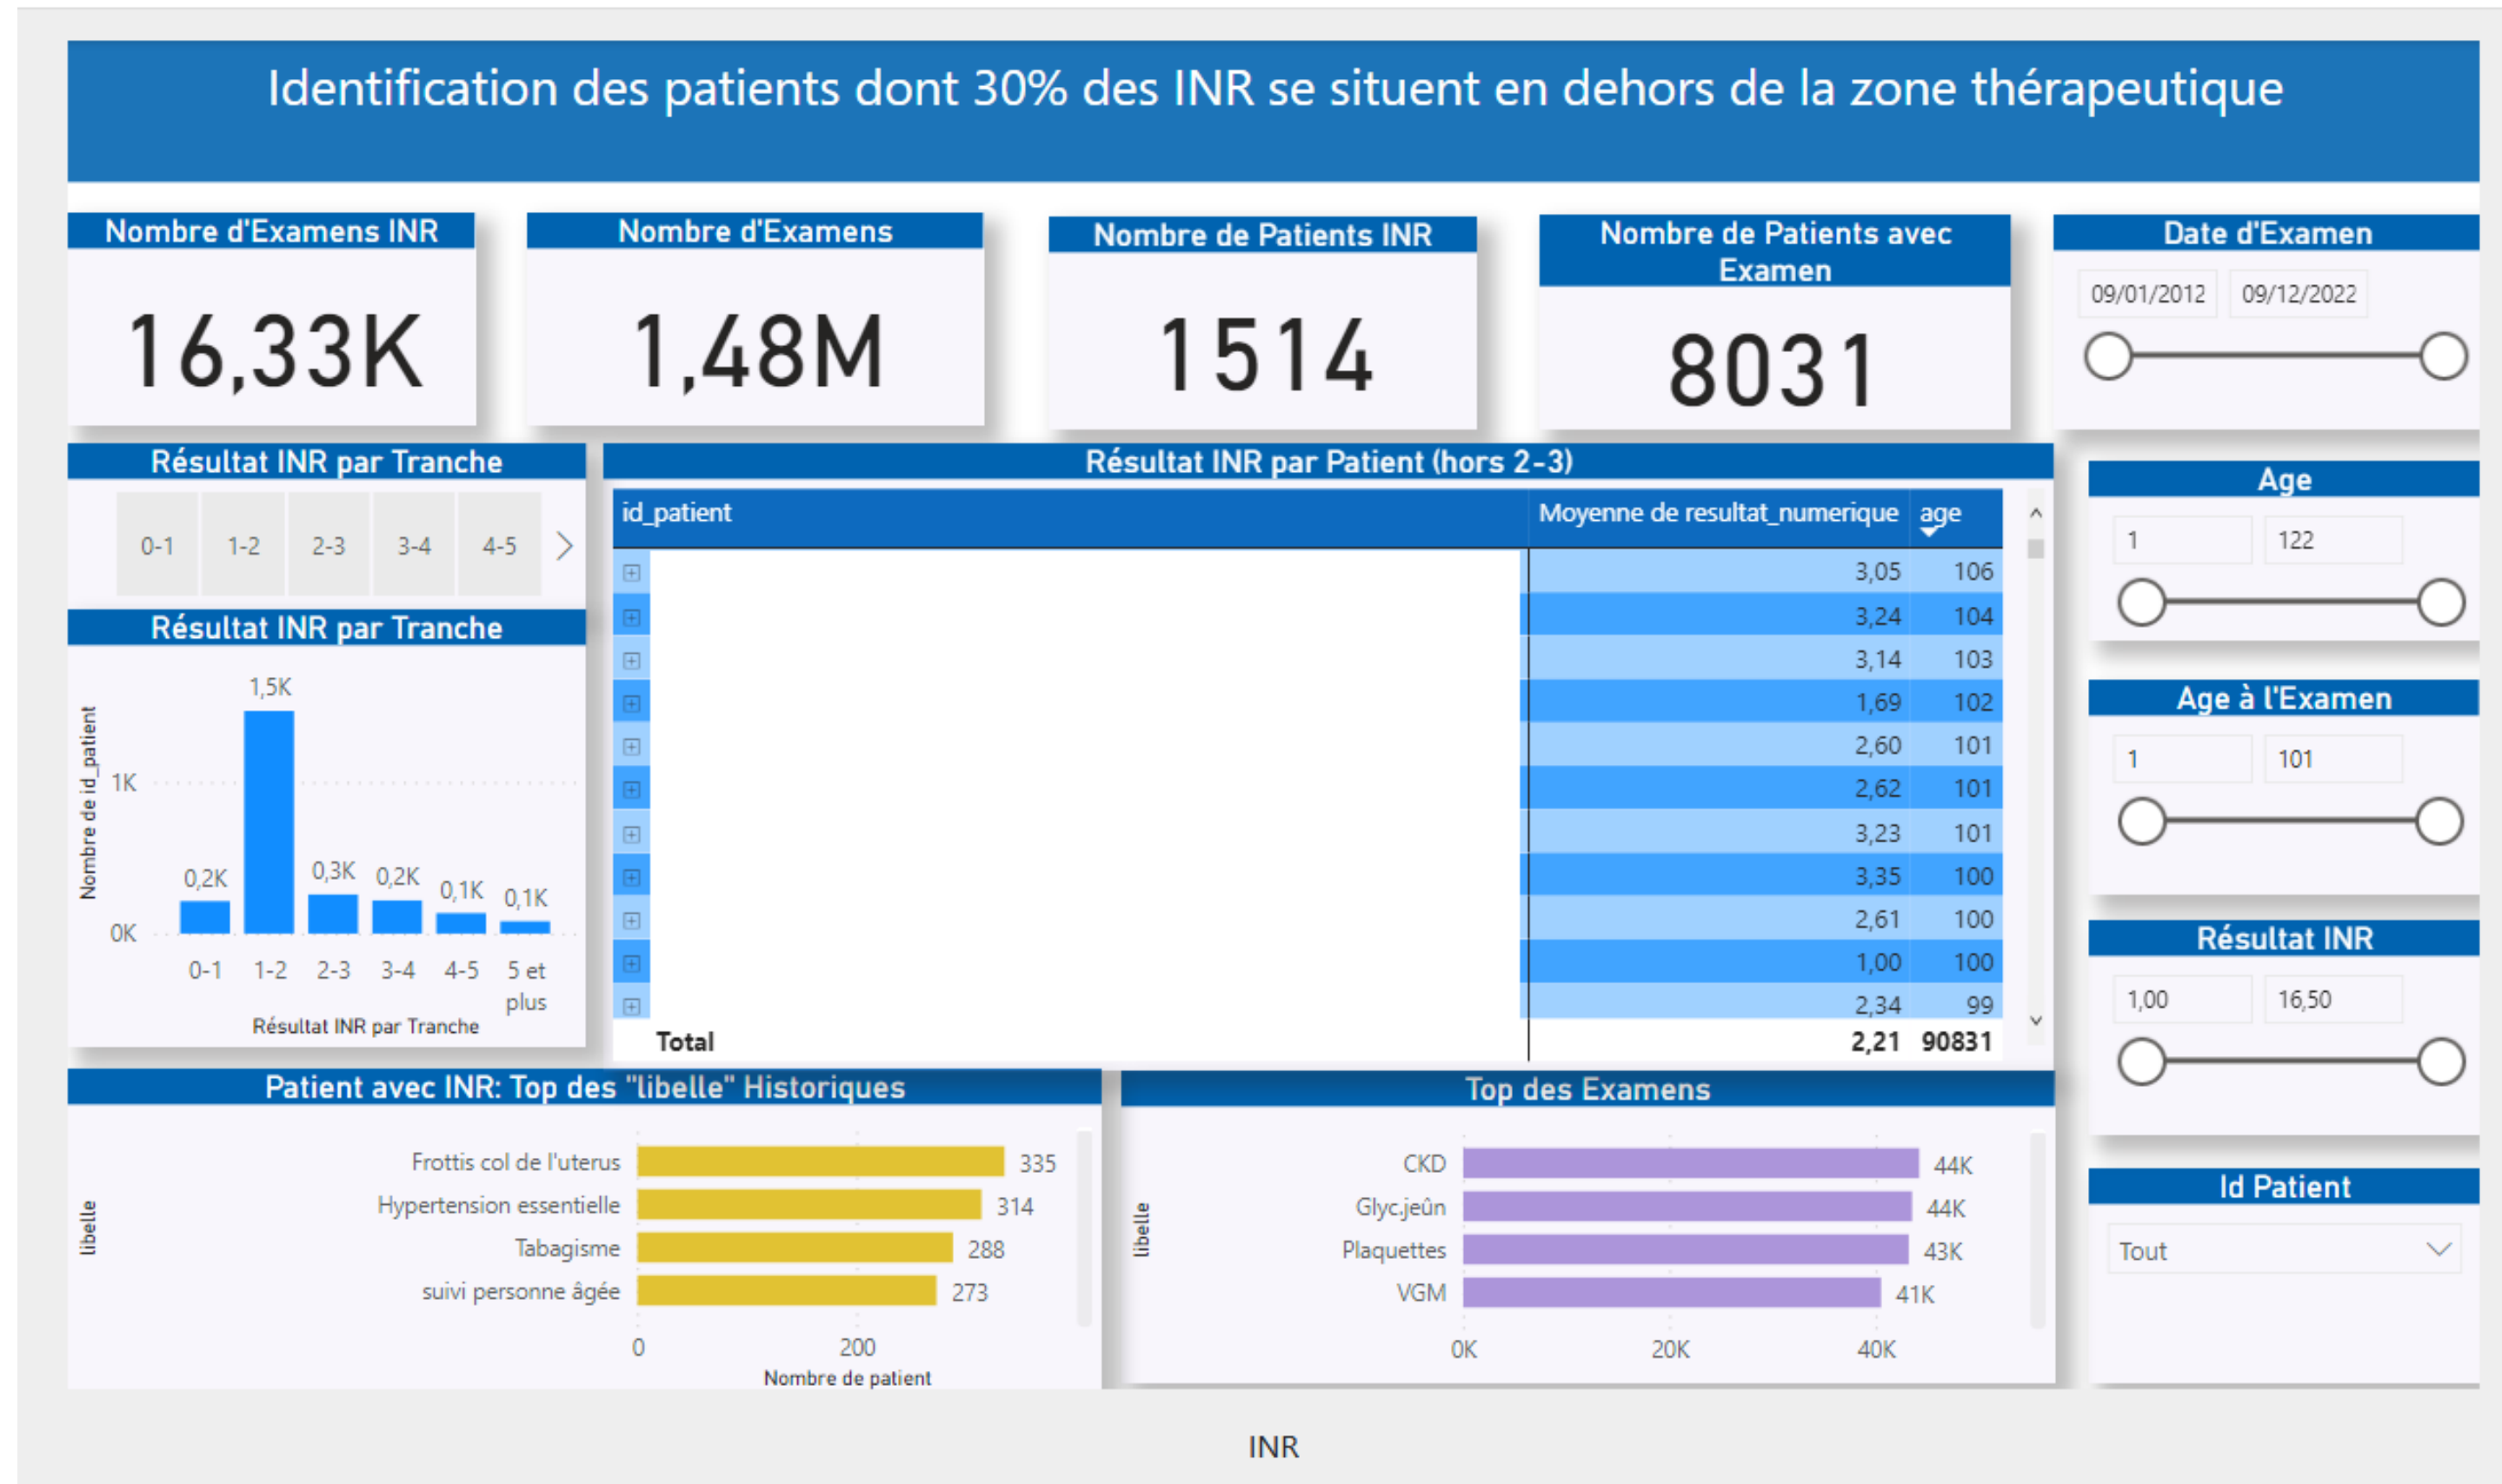 Identification des patients dont 30% des INR se situent en dehors de la zone thérapeutique
Nombre d'Examens INR
16,33K
Nombre d'Examens
1,48M
Nombre de Patients INR
1514
Nombre de Patients avec
Examen
8031
Date d'Examen
09/01/2012 09/12/2022
Résultat INR par Tranche
0-1 1-2 2-3 3-4 4-5
Résultat INR par Tranche
Nombre de id_patient
1K
0K
0,2K
1,5K
0,3K
0,2K
0,1K
0,1K
0-1 1-2 2-3 3-4 4-5 5 et
plus
Résultat INR par Tranche
Résultat INR par Patient (hors 2-3)
id_patient Moyenne de resultat_numerique age
3,05 106
3,24 104
3,14 103
1,69 102
2,60 101
2,62 101
3,23 101
3,35 100
2,61 100
1,00 100
2,34 99
Total 2,21 90831
Age
1 122
Age à l'Examen
1 101
Résultat INR
1,00 16,50
Id Patient
Tout
Patient avec INR: Top des "libelle" Historiques
libelle
Frottis col de l'uterus 335
Hypertension essentielle 314
Tabagisme 288
suivi personne âgée 273
0 200
Nombre de patient
Top des Examens
libelle
CKD 44K
Glyc.jeûn 44K
Plaquettes 43K
VGM 41K
0K 20K 40K
INR